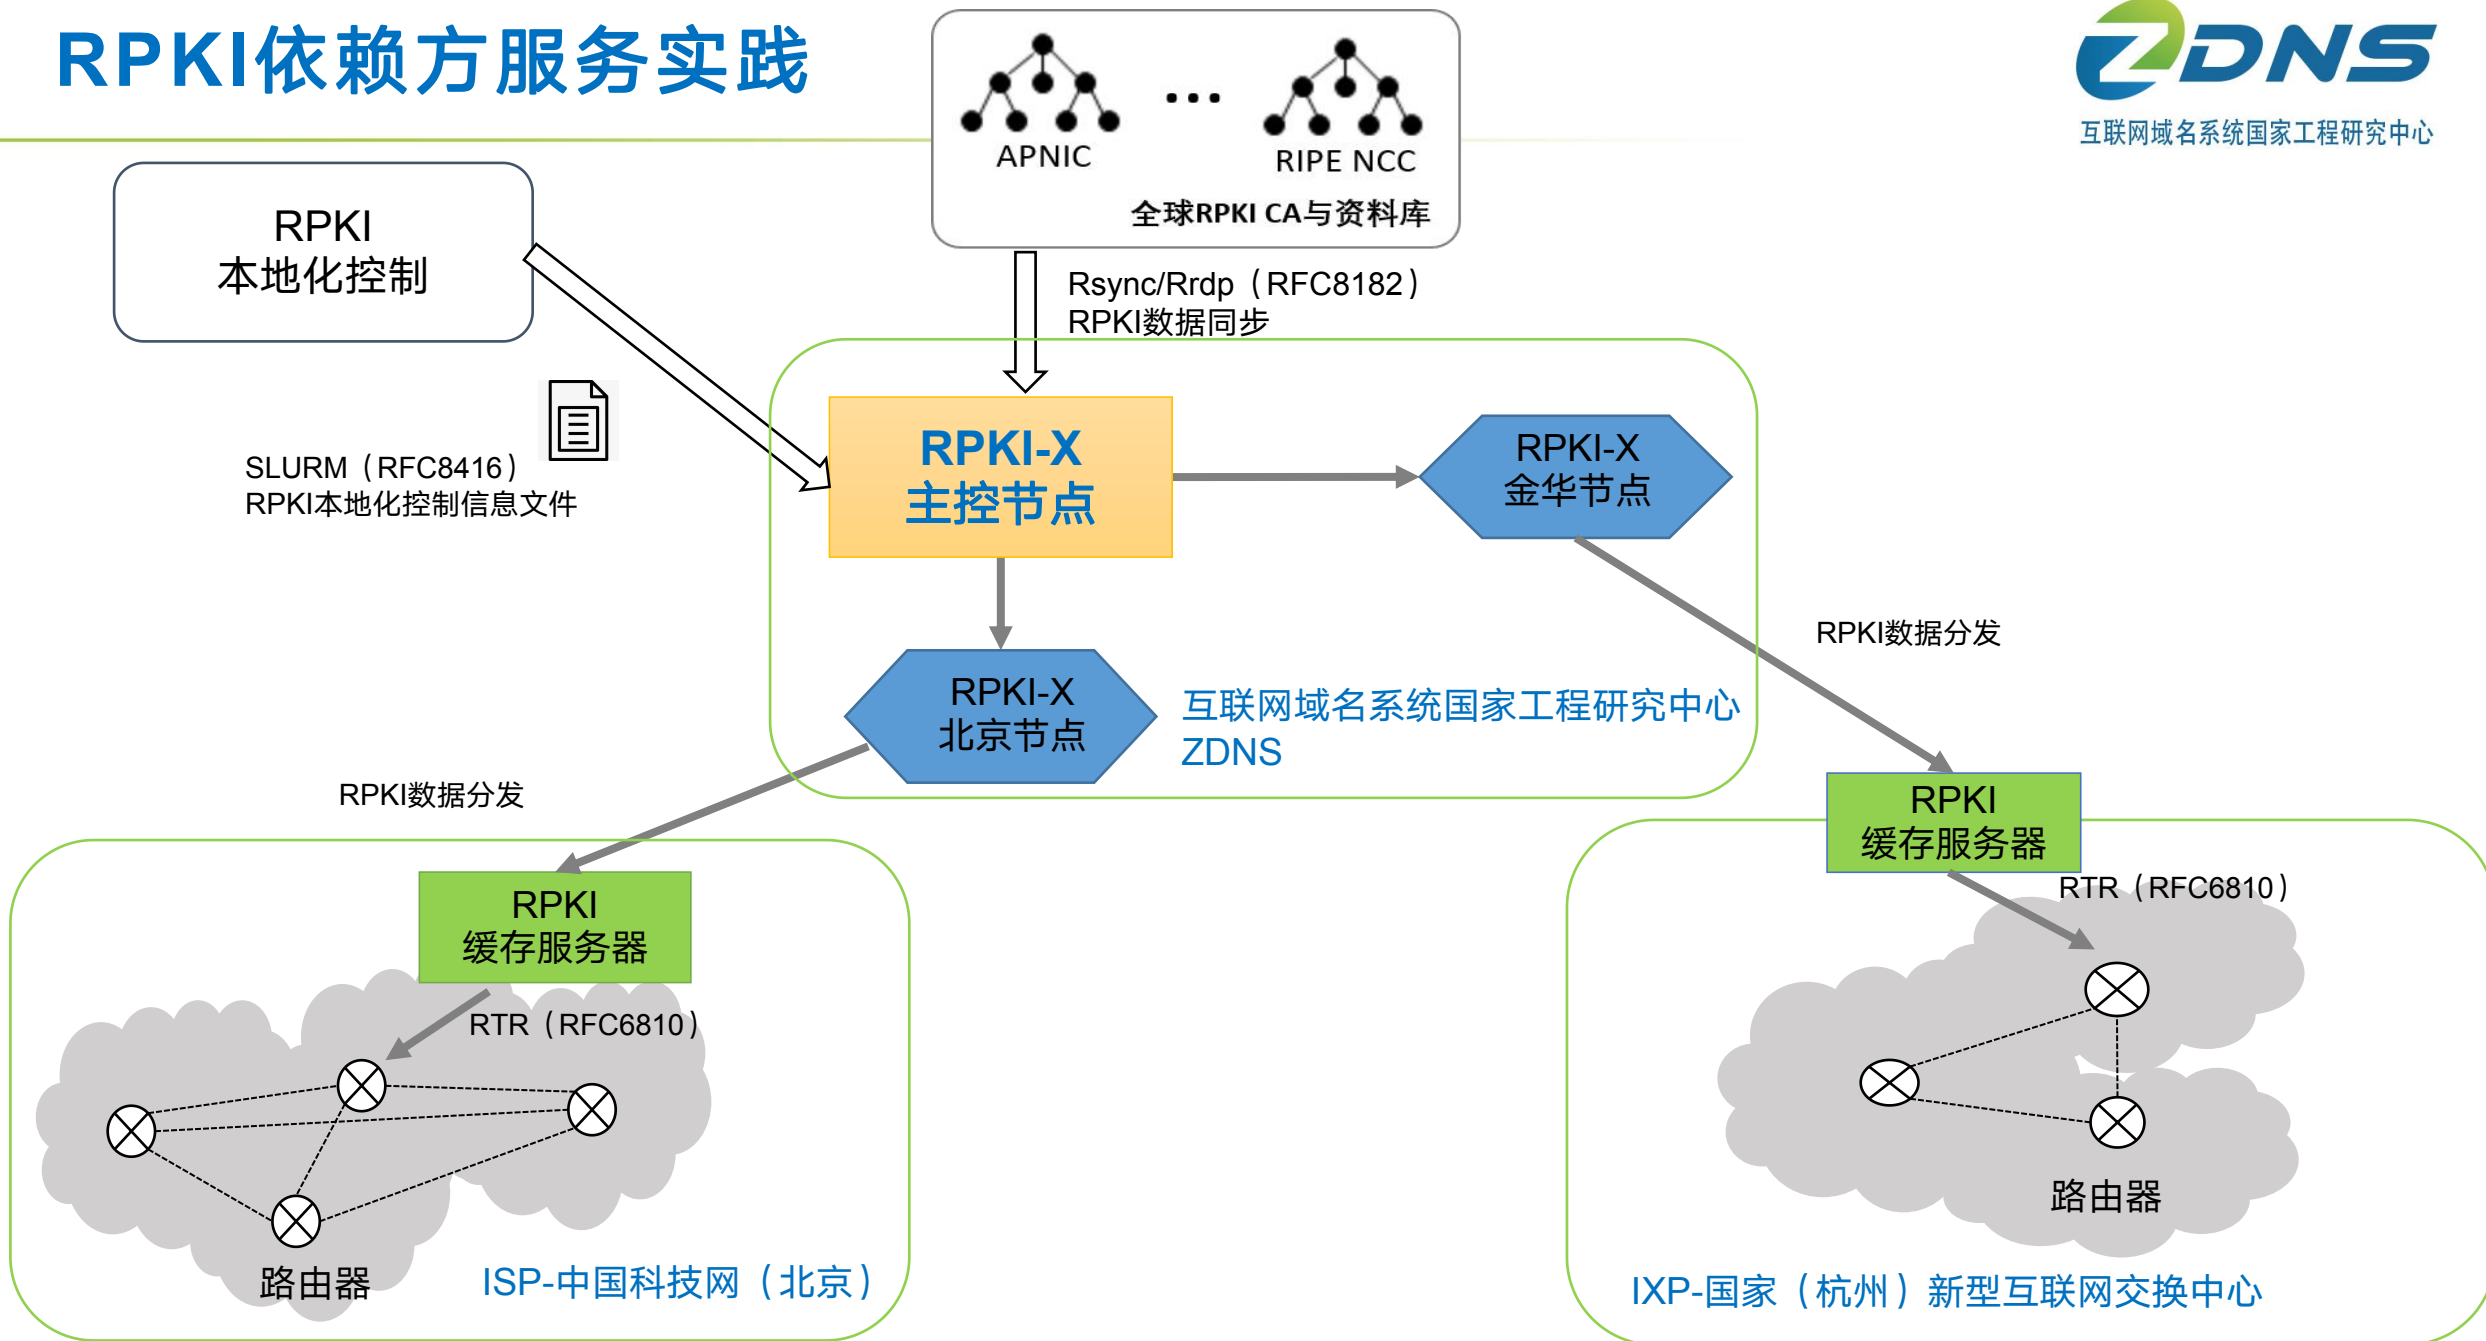 RPKI依赖方服务实践
APNIC
...
RIPE NCC
全球RPKI CA与资料库
ZDNS
互联网域名系统国家工程研究中心
RPKI
本地化控制
Rsync/Rrdp（RFC8182）
RPKI数据同步
SLURM（RFC8416）
RPKI本地化控制信息文件
RPKI-X
主控节点
RPKI-X
金华节点
RPKI数据分发
RPKI-X
北京节点
互联网域名系统国家工程研究中心
ZDNS
RPKI数据分发
RPKI
缓存服务器
RTR（RFC6810）
RPKI
缓存服务器
RTR（RFC6810）
路由器
ISP-中国科技网（北京）
路由器
IXP-国家（杭州）新型互联网交换中心